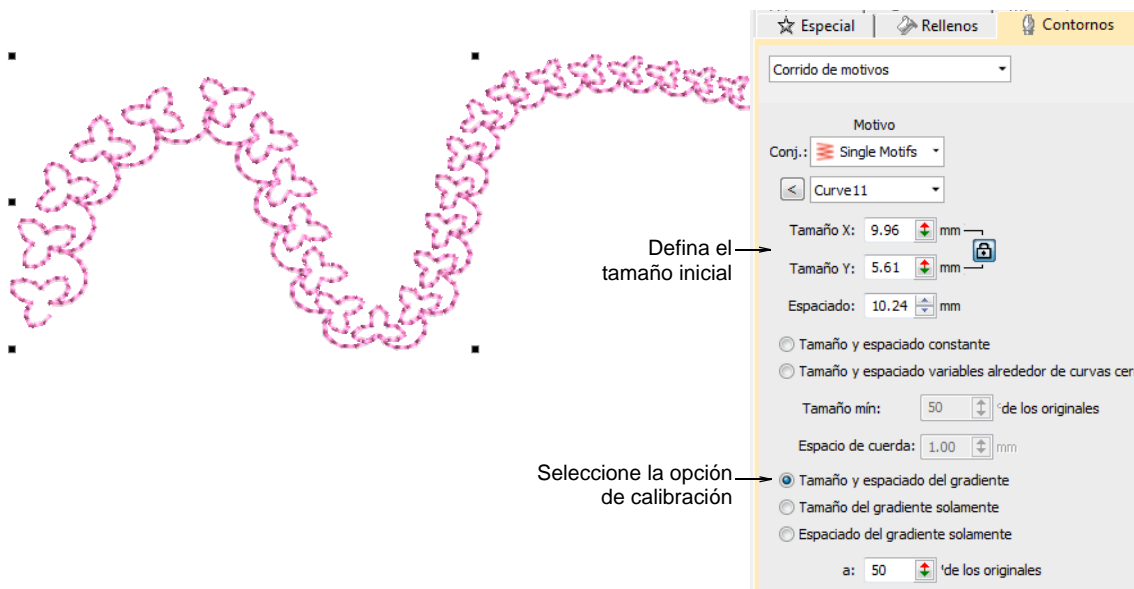 Especial
Rellenos
Contornos
Corrido de motivos
Motivo
Conj.: Single Motifs
< Curve11
Tamaño X: 9.96 mm
Defina el
tamaño inicial
Tamaño Y: 5.61 mm
Espaciado: 10.24 mm
Tamaño y espaciado constante
Tamaño y espaciado variables alrededor de curvas cer
Tamaño mín: 50 de los originales
Espacio de cuerda: 1.00 mm
Seleccione la opción
de calibración
Tamaño y espaciado del gradiente
Tamaño del gradiente solamente
Espaciado del gradiente solamente
a: 50 'de los originales